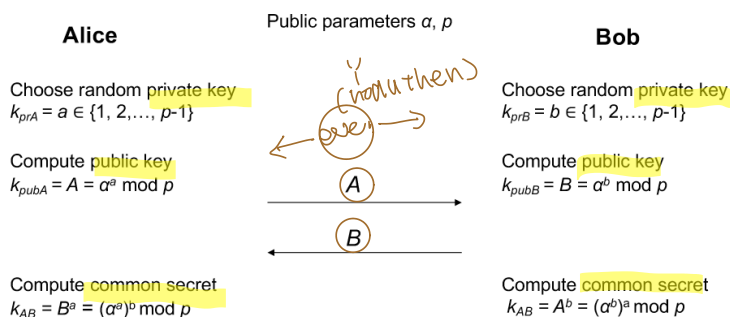 Public parameters α, p
Alice
Bob
Choose random private key
k_prA = a ∈ {1, 2,…, p-1}
Compute public key
k_pubA = A = α^a mod p
Compute common secret
k_AB = B^a = (α^a)^b mod p
A
B
Choose random private key
k_prB = b ∈ {1, 2,…, p-1}
Compute public key
k_pubB = B = α^b mod p
Compute common secret
k_AB = A^b = (α^b)^a mod p